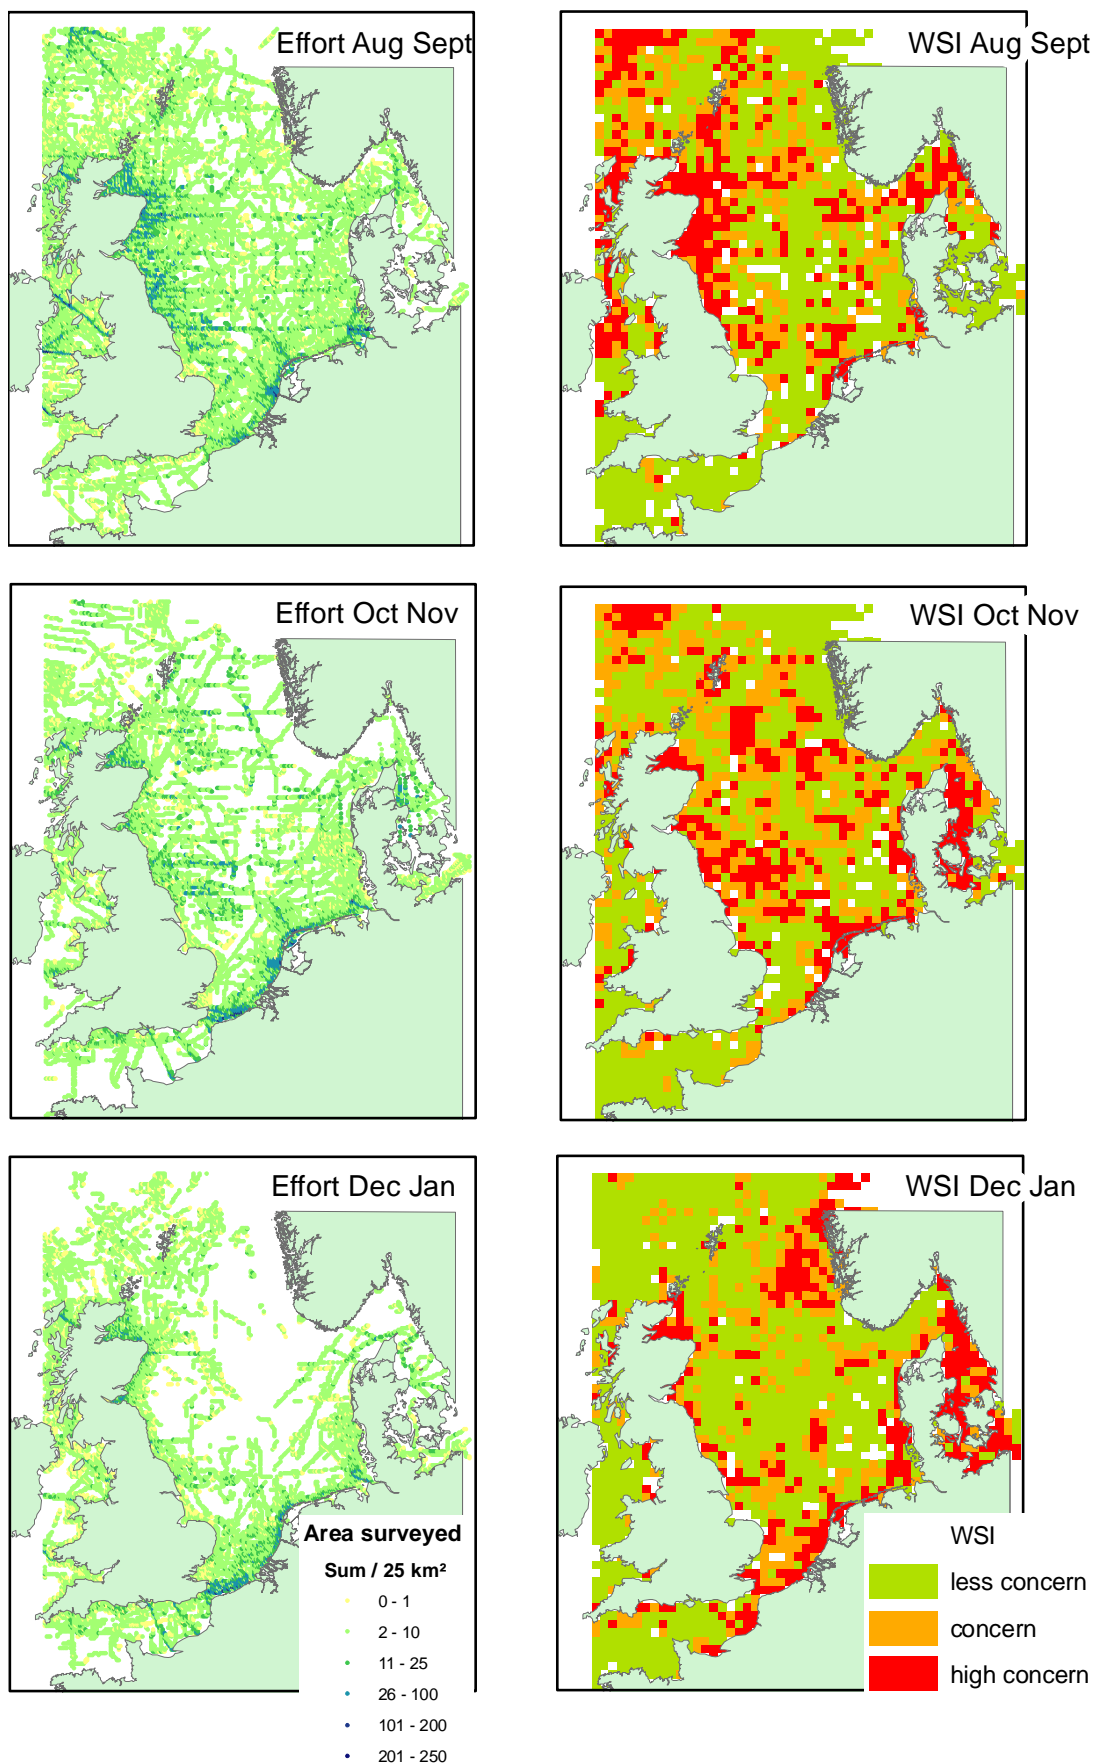 Effort Aug Sept
WSI Aug Sept
Effort Oct Nov
WSI Oct Nov
Effort Dec Jan
WSI Dec Jan
Area surveyed
Sum / 25 km²
0 - 1
2 - 10
11 - 25
26 - 100
101 - 200
201 - 250
WSI
less concern
concern
high concern